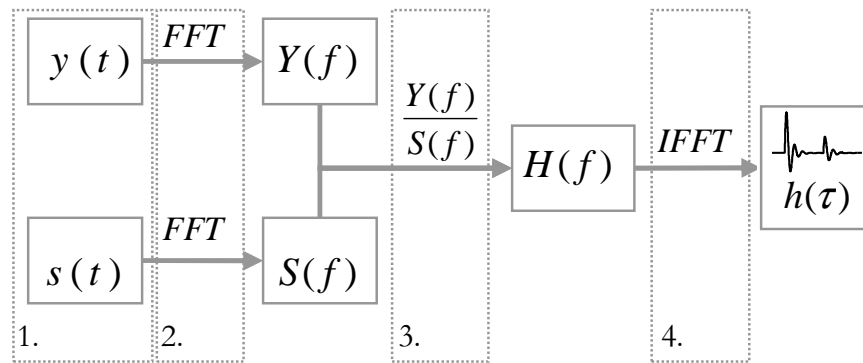 y(t)
FFT
Y(f)
Y(f)
S(f)
H(f)
IFFT
h(τ)
s(t)
FFT
S(f)
1.
2.
3.
4.